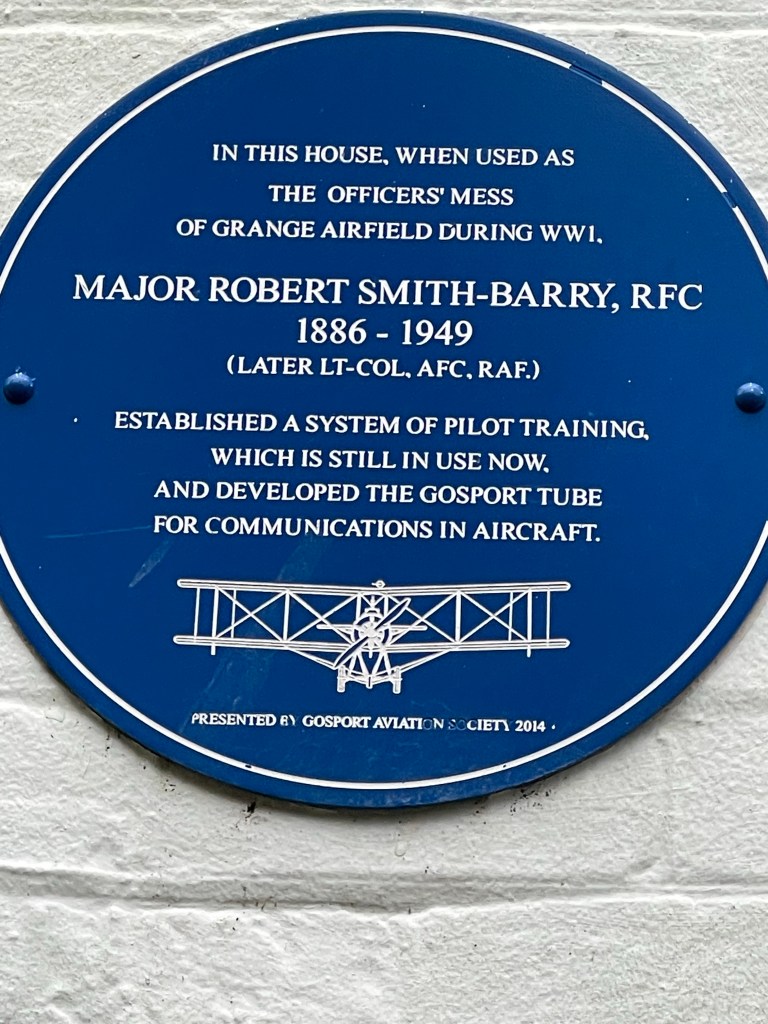 IN THIS HOUSE, WHEN USED AS
THE OFFICERS' MESS
OF GRANGE AIRFIELD DURING WW1,
MAJOR ROBERT SMITH-BARRY, RFC
1886 - 1949
(LATER LT-COL, AFC, RAF.)
ESTABLISHED A SYSTEM OF PILOT TRAINING,
WHICH IS STILL IN USE NOW,
AND DEVELOPED THE GOSPORT TUBE
FOR COMMUNICATIONS IN AIRCRAFT.
PRESENTED BY GOSPORT AVIATION SOCIETY 2014